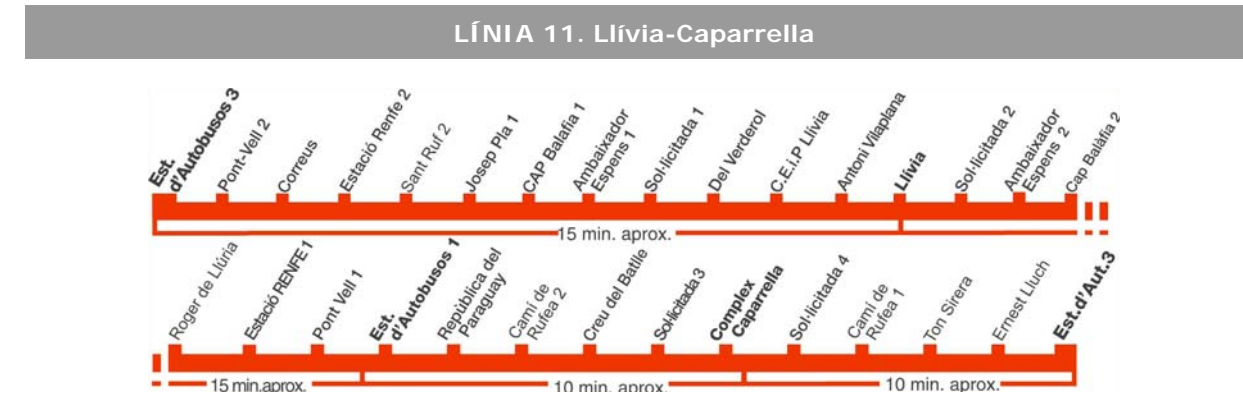 LÍNIA 11. Llívia-Caparrella
Est.
d'Autobusos 3
Pont-Vell 2
Correus
Estació Renfe 2
Sant Ruf 2
Josep Pla 1
CAP Balafia 1
Ambaixador
Espens 1
Sol·licitada 1
Del Verderol
C.E.i.P Llivia
Antoni Vilaplana
Llívia
Sol·licitada 2
Ambaixador
Espens 2
Cap Balàfia 2
15 min. aprox.
Roger de Llúria
Estació RENFE 1
Pont Vell 1
Est.
d'Autobusos 1
Repùblica del
Paraguay
Camí de
Rufea 2
Creu del Batlle
Sol·licitada 3
Complex
Caparrella
Sol·licitada 4
Camí de
Rufea 1
Ton Sirera
Ernest Lluch
Est.d'Aut.3
15 min.aprox.
10 min. aprox.
10 min. aprox.